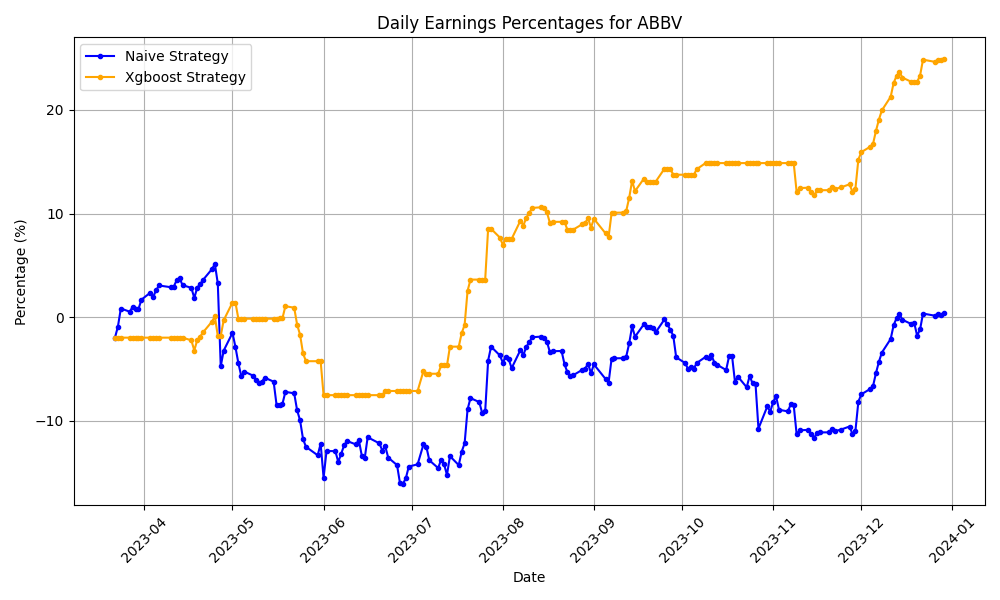 Daily Earnings Percentages for ABBV
Naive Strategy
Xgboost Strategy
Percentage (%)
20
10
0
−10
2023-04
2023-05
2023-06
2023-07
2023-08
2023-09
2023-10
2023-11
2023-12
2024-01
Date